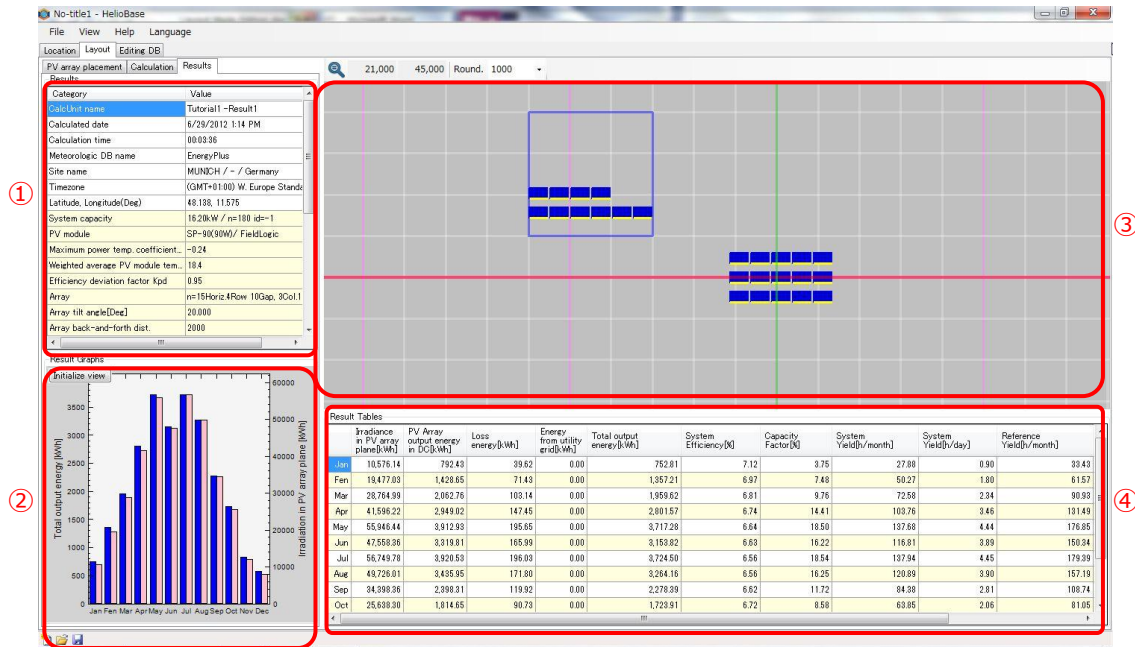 No-title1 - HelioBase
File View Help Language
Location Layout Editing DB
PV array placement Calculation Results
21,000 45,000 Round. 1000
Results
Category Value
CalcUnit name Tutorial1 -Result1
Calculated date 6/29/2012 1:14 PM
Calculation time 00:03:36
Meteorologic DB name EnergyPlus
Site name MUNICH / - / Germany
Timezone (GMT+01:00) W. Europe Standa
Latitude, Longitude(Deg) 48.138, 11.575
System capacity 16.20kW / n=180 id=-1
PV module SP-90(90W)/ FieldLogic
Maximum power temp. coefficient... -0.24
Weighted average PV module tem... 18.4
Efficiency deviation factor Kpd 0.95
Array n=15Horiz.4Row 10Gap, 3Col.1
Array tilt angle[Deg] 20.000
Array back-and-forth dist. 2000
①
②
③
④
Result Graphs
Initialize view
Total output energy [kWh]
3500
3000
2500
2000
1500
1000
500
0
60000
50000
40000
30000
20000
10000
0
Irradiation in PV array plane [kWh]
Jan Fen Mar Apr May Jun Jul Aug Sep Oct Nov Dec
Result Tables
Irradiance in PV array plane[kWh] PV Array output energy in DC[kWh] Loss energy[kWh] Energy from utility grid[kWh] Total output energy[kWh] System Efficiency[%] Capacity Factor[%] System Yield[h/month] System Yield[h/day] Reference Yield[h/month]
Jan 10,576.14 792.43 39.62 0.00 752.81 7.12 3.75 27.88 0.90 33.43
Fen 19,477.03 1,428.65 71.43 0.00 1,357.21 6.97 7.48 50.27 1.80 61.57
Mar 28,764.99 2,062.76 103.14 0.00 1,959.62 6.81 9.76 72.58 2.34 90.93
Apr 41,596.22 2,949.02 147.45 0.00 2,801.57 6.74 14.41 103.76 3.46 131.49
May 55,946.44 3,912.93 195.65 0.00 3,717.28 6.64 18.50 137.68 4.44 176.85
Jun 47,558.36 3,319.81 165.99 0.00 3,153.82 6.63 16.22 116.81 3.89 150.34
Jul 56,749.78 3,920.53 196.03 0.00 3,724.50 6.56 18.54 137.94 4.45 179.39
Aug 49,726.01 3,435.95 171.80 0.00 3,264.16 6.56 16.25 120.89 3.90 157.19
Sep 34,398.36 2,398.31 119.92 0.00 2,278.39 6.62 11.72 84.38 2.81 108.74
Oct 25,638.30 1,814.65 90.73 0.00 1,723.91 6.72 8.58 63.85 2.06 81.05